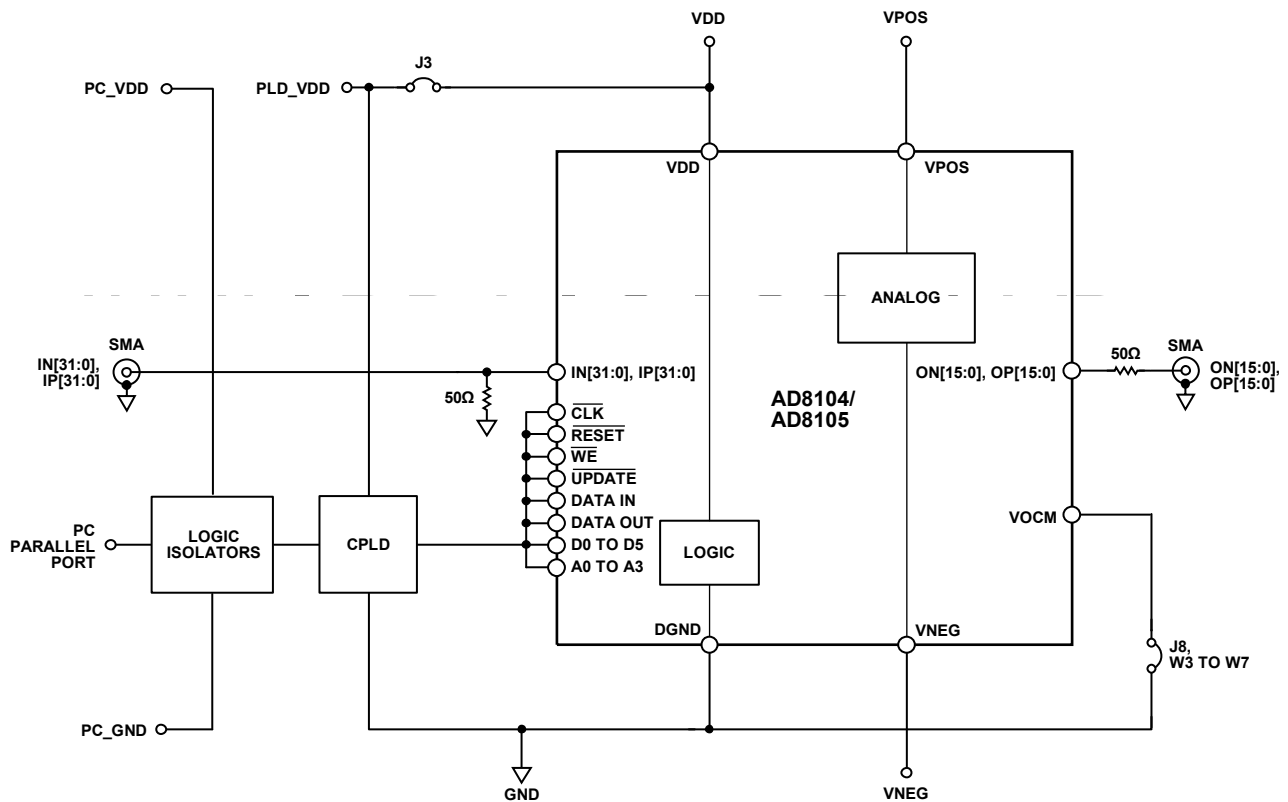 VDD
VPOS
J3
PC_VDD
PLD_VDD
VDD
VPOS
ANALOG
SMA
IN[31:0],
IP[31:0]
50Ω
IN[31:0], IP[31:0]
CLK
RESET
WE
UPDATE
DATA IN
DATA OUT
D0 TO D5
A0 TO A3
AD8104/
AD8105
ON[15:0], OP[15:0]
50Ω
SMA
ON[15:0],
OP[15:0]
VOCM
PC
PARALLEL
PORT
LOGIC
ISOLATORS
CPLD
LOGIC
DGND
VNEG
J8,
W3 TO W7
PC_GND
GND
VNEG